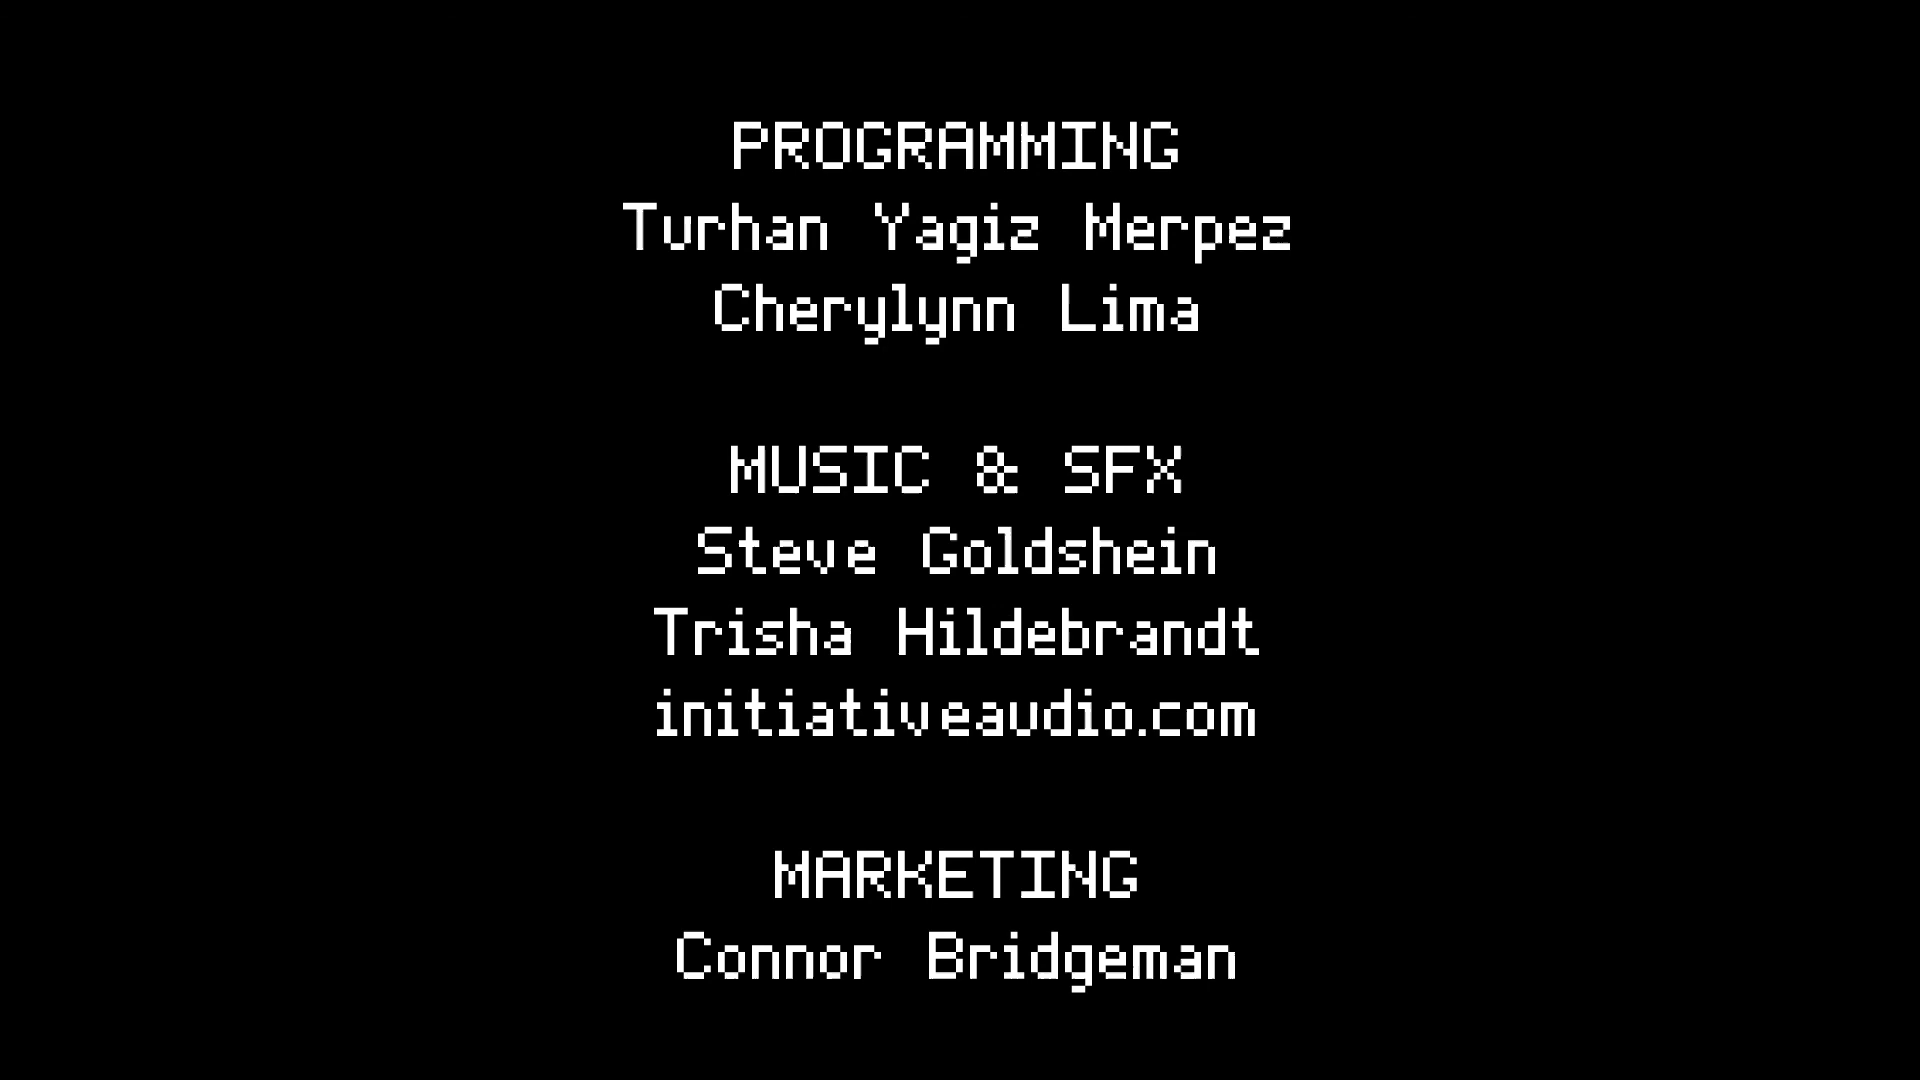 PROGRAMMING
Turhan Yagiz Merpez
Cherylynn Lima
MUSIC & SFX
Steve Goldshein
Trisha Hildebrandt
initiativeaudio.com
MARKETING
Connor Bridgeman